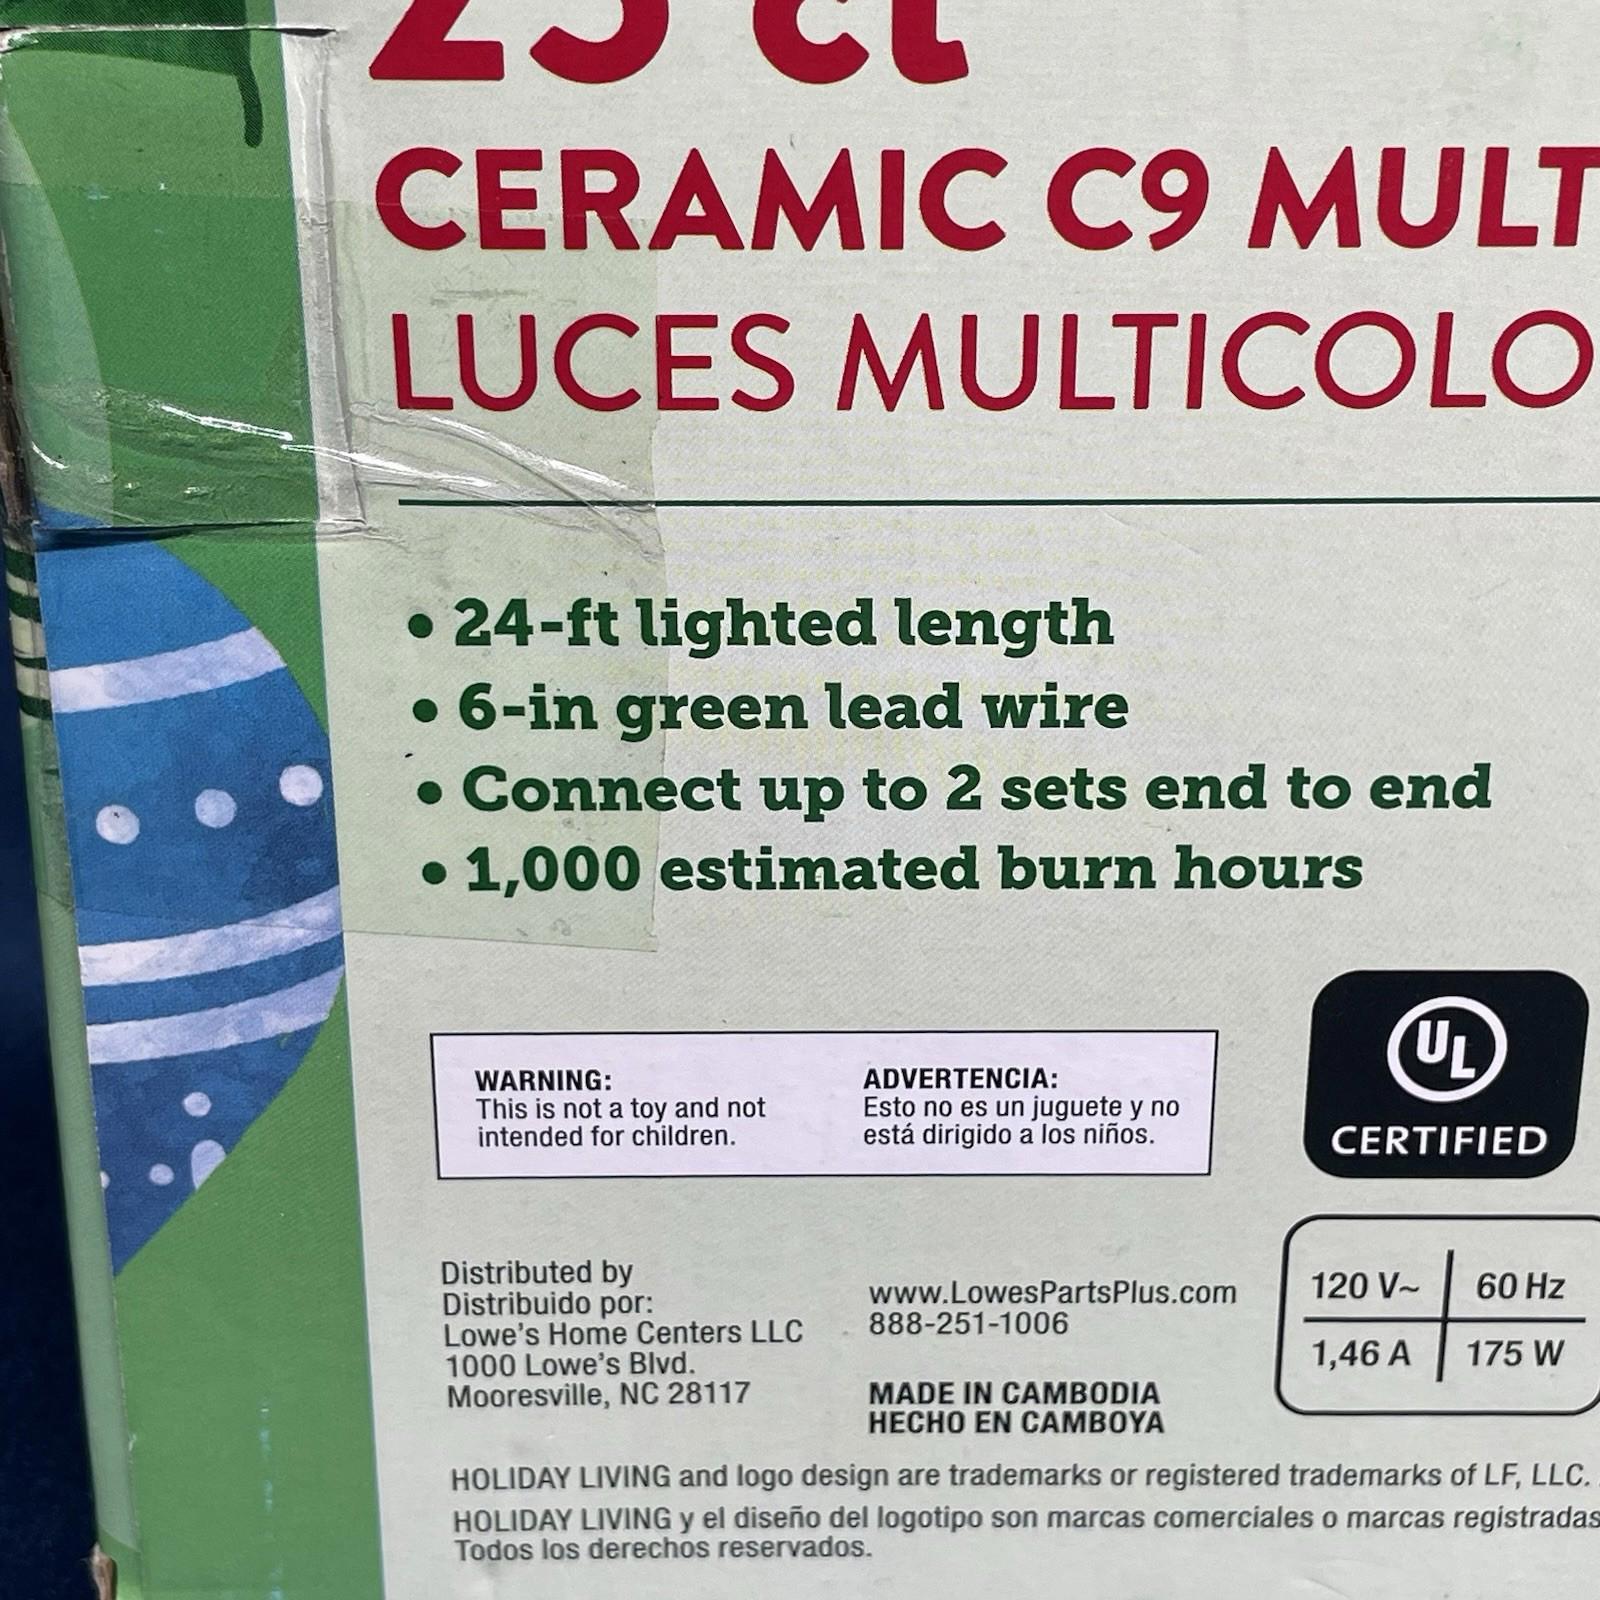 25 ct
CERAMIC C9 MULT
LUCES MULTICOLO
• 24-ft lighted length
• 6-in green lead wire
• Connect up to 2 sets end to end
• 1,000 estimated burn hours
WARNING:
This is not a toy and not
intended for children.
ADVERTENCIA:
Esto no es un juguete y no
está dirigido a los niños.
UL
CERTIFIED
Distributed by
Distribuido por:
Lowe's Home Centers LLC
1000 Lowe's Blvd.
Mooresville, NC 28117
www.LowesPartsPlus.com
888-251-1006
MADE IN CAMBODIA
HECHO EN CAMBOYA
120 V~ 60 Hz
1,46 A 175 W
HOLIDAY LIVING and logo design are trademarks or registered trademarks of LF, LLC.
HOLIDAY LIVING y el diseño del logotipo son marcas comerciales o marcas registradas
Todos los derechos reservados.